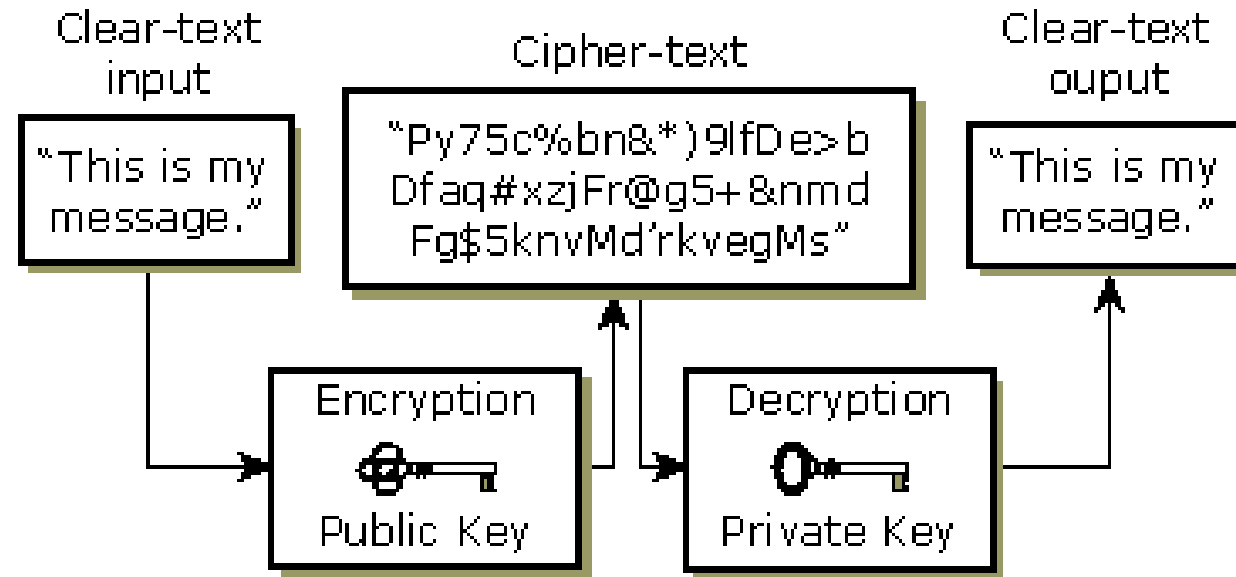 Clear-text
input
"This is my
message."
Cipher-text
"Py75c%bn&*)9lfDe>b
Dfaq#xzjFr@g5+&nmd
Fg$5knvMd'rkvegMs"
Clear-text
ouput
"This is my
message."
Encryption
Public Key
Decryption
Private Key